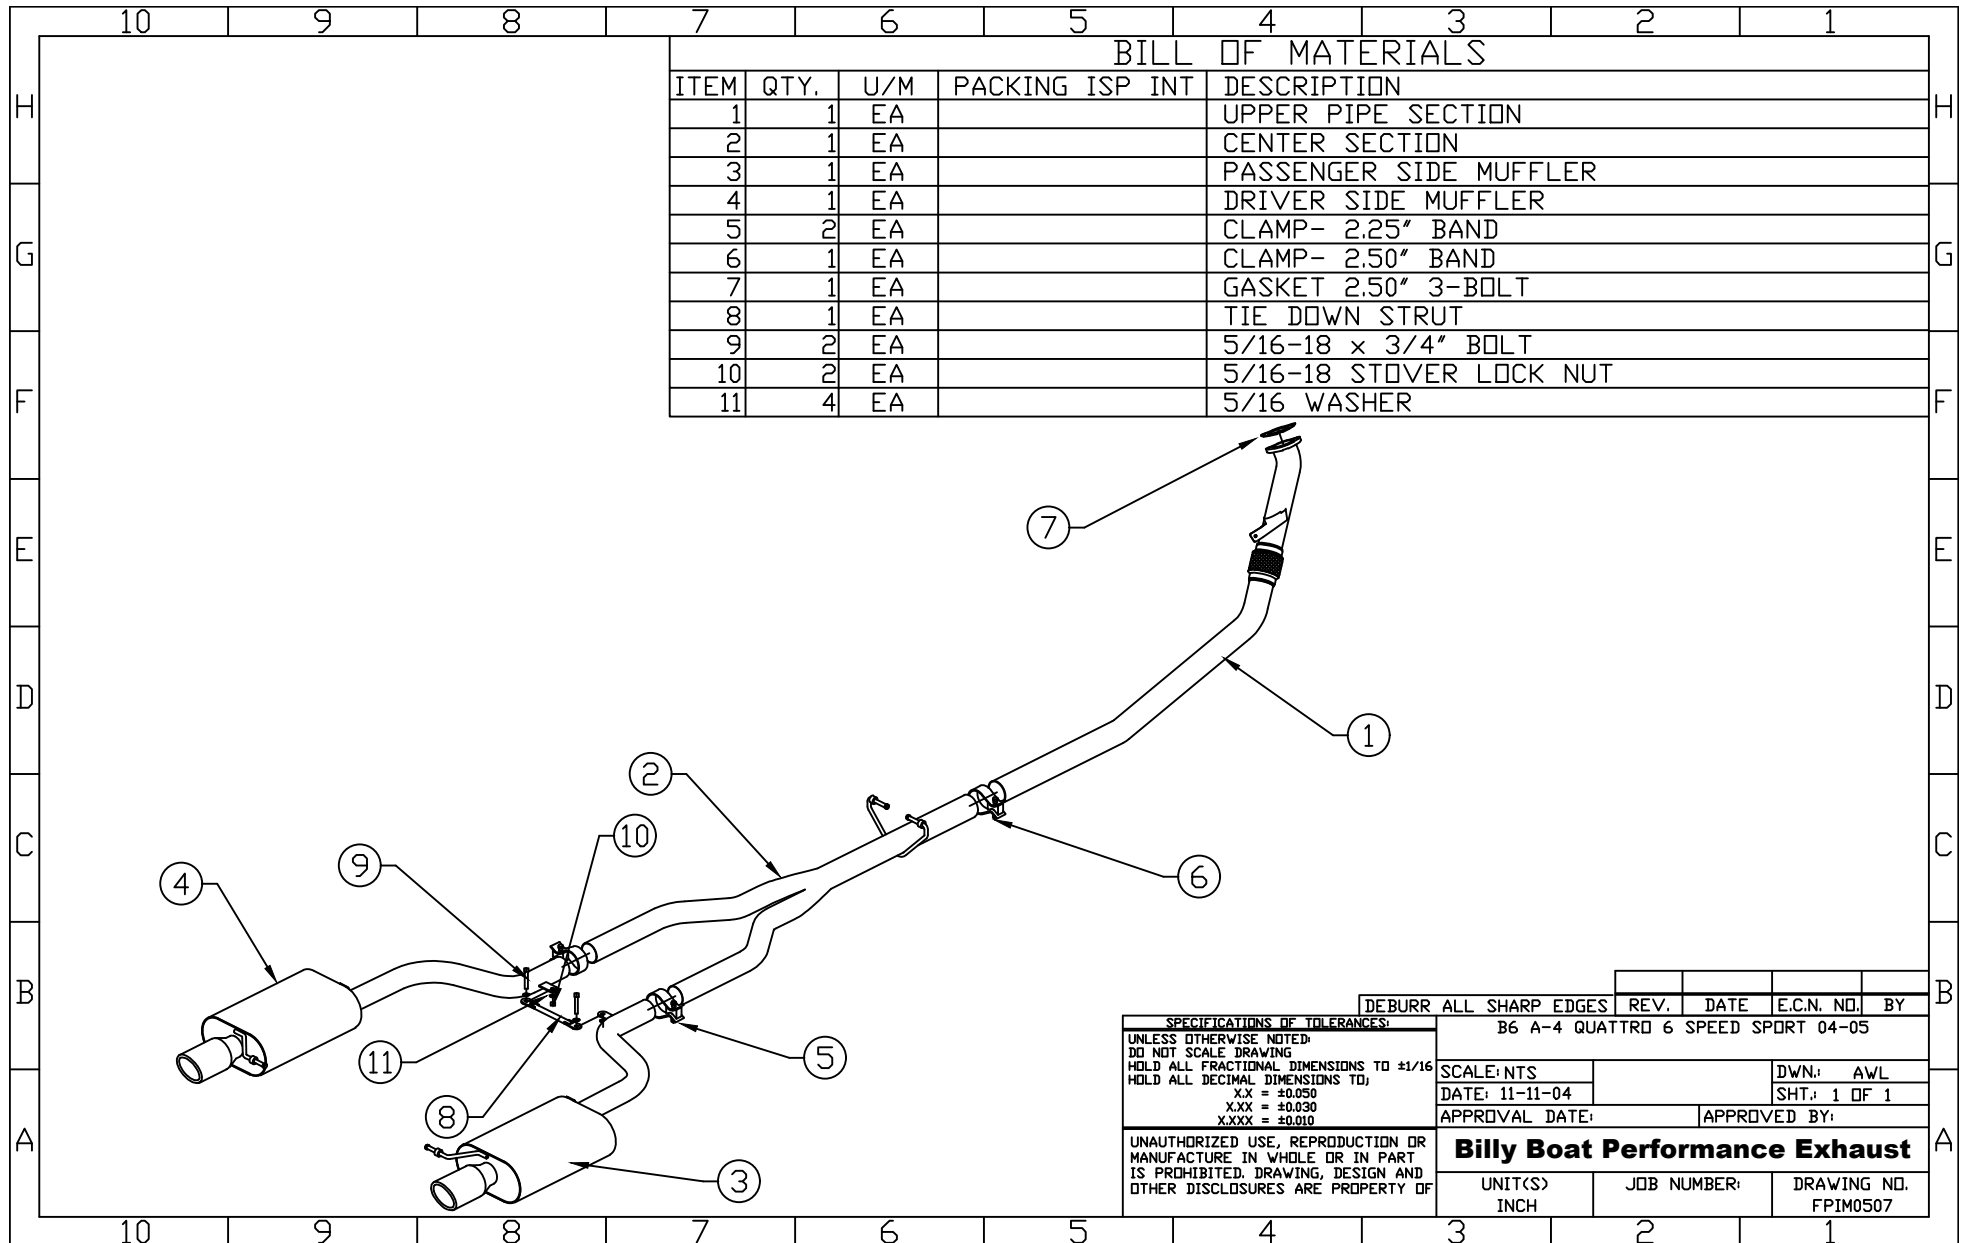 10 9 8 7 6 5 4 3 2 1
BILL OF MATERIALS
ITEM QTY. U/M PACKING ISP INT DESCRIPTION
1 1 EA UPPER PIPE SECTION
2 1 EA CENTER SECTION
3 1 EA PASSENGER SIDE MUFFLER
4 1 EA DRIVER SIDE MUFFLER
5 2 EA CLAMP- 2.25" BAND
6 1 EA CLAMP- 2.50" BAND
7 1 EA GASKET 2.50" 3-BOLT
8 1 EA TIE DOWN STRUT
9 2 EA 5/16-18 x 3/4" BOLT
10 2 EA 5/16-18 STOVER LOCK NUT
11 4 EA 5/16 WASHER
H H
G G
F F
E E
D D
C C
B B
A A
7
1
2
10
9
6
4
5
11
8
3
DEBURR ALL SHARP EDGES REV. DATE E.C.N. NO. BY
SPECIFICATIONS OF TOLERANCES:
UNLESS OTHERWISE NOTED:
DO NOT SCALE DRAWING
HOLD ALL FRACTIONAL DIMENSIONS TO ±1/16
HOLD ALL DECIMAL DIMENSIONS TO;
X.X = ±0.050
X.XX = ±0.030
X.XXX = ±0.010
UNAUTHORIZED USE, REPRODUCTION OR
MANUFACTURE IN WHOLE OR IN PART
IS PROHIBITED. DRAWING, DESIGN AND
OTHER DISCLOSURES ARE PROPERTY OF
B6 A-4 QUATTRO 6 SPEED SPORT 04-05
SCALE: NTS DWN.: AWL
DATE: 11-11-04 SHT.: 1 OF 1
APPROVAL DATE: APPROVED BY:
Billy Boat Performance Exhaust
UNIT(S) JOB NUMBER: DRAWING NO.
INCH FPIM0507
10 9 8 7 6 5 4 3 2 1